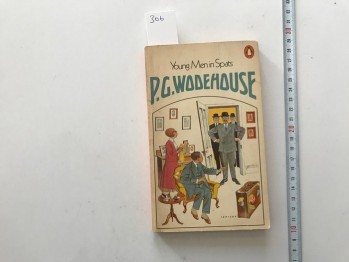 306
Young Men in Spats
P.G. WODEHOUSE